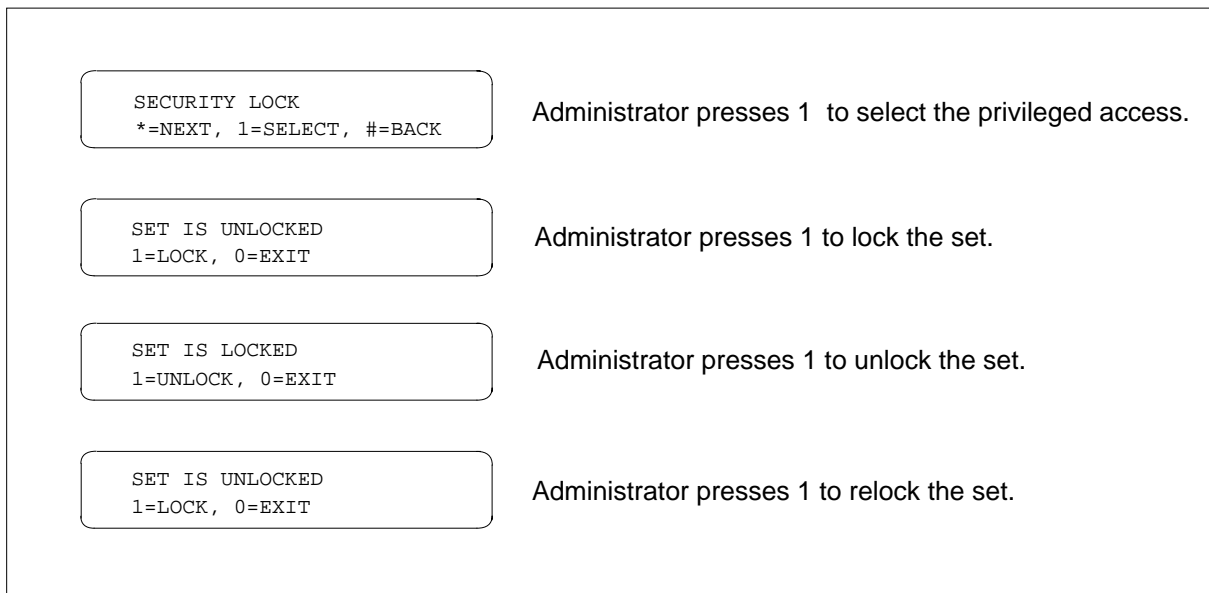 SECURITY LOCK
*=NEXT, 1=SELECT, #=BACK
Administrator presses 1 to select the privileged access.
SET IS UNLOCKED
1=LOCK, 0=EXIT
Administrator presses 1 to lock the set.
SET IS LOCKED
1=UNLOCK, 0=EXIT
Administrator presses 1 to unlock the set.
SET IS UNLOCKED
1=LOCK, 0=EXIT
Administrator presses 1 to relock the set.